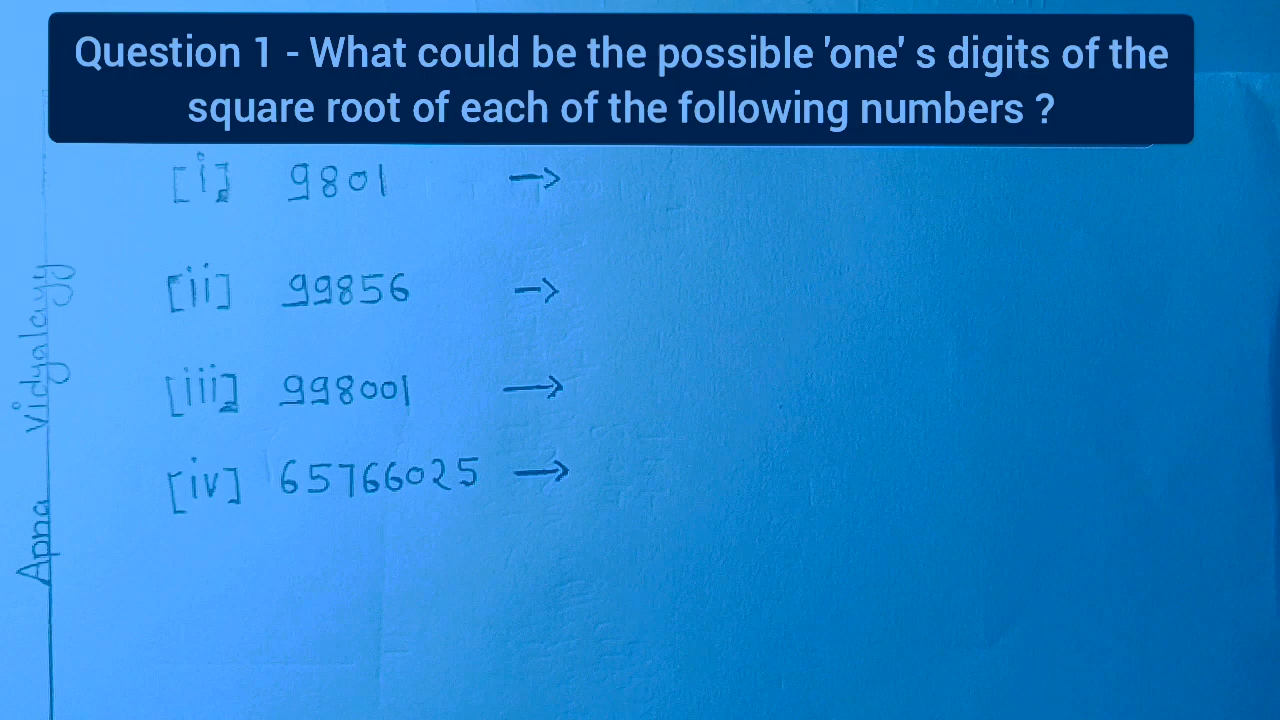 Question 1 - What could be the possible 'one' s digits of the
square root of each of the following numbers ?
[i] 9801 →
[ii] 99856 →
[iii] 998001 →
[iv] 65766025 →
Apna Vidyalayy